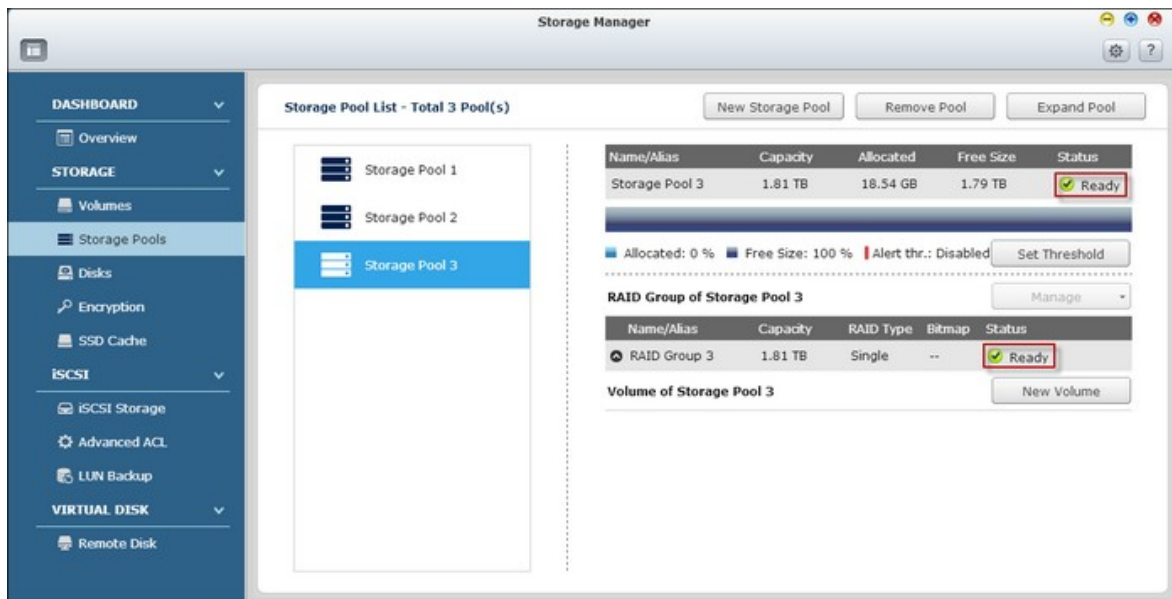 Storage Manager
?
DASHBOARD
Overview
STORAGE
Volumes
Storage Pools
Disks
Encryption
SSD Cache
iSCSI
iSCSI Storage
Advanced ACL
LUN Backup
VIRTUAL DISK
Remote Disk
Storage Pool List - Total 3 Pool(s) New Storage Pool Remove Pool Expand Pool
Storage Pool 1
Storage Pool 2
Storage Pool 3
Name/Alias Capacity Allocated Free Size Status
Storage Pool 3 1.81 TB 18.54 GB 1.79 TB Ready
Allocated: 0 % Free Size: 100 % Alert thr.: Disabled Set Threshold
RAID Group of Storage Pool 3 Manage
Name/Alias Capacity RAID Type Bitmap Status
RAID Group 3 1.81 TB Single -- Ready
Volume of Storage Pool 3 New Volume